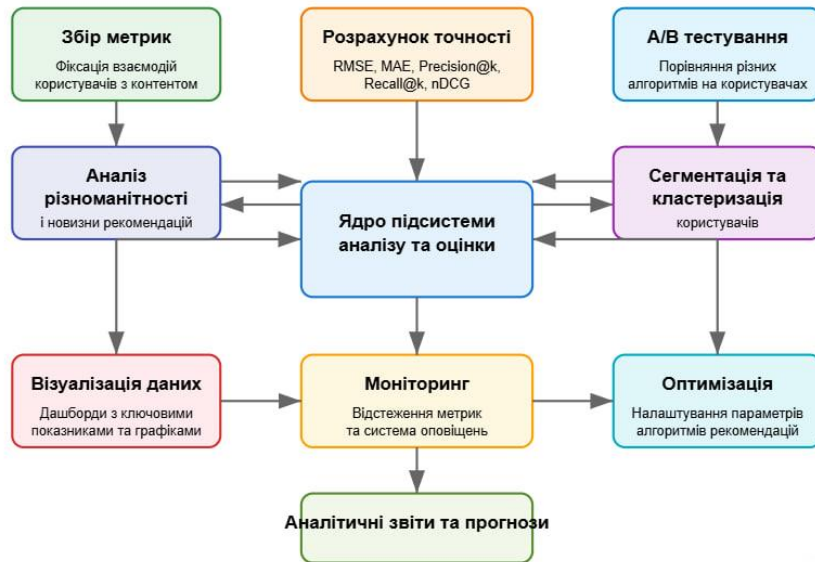 Збір метрик
Фіксація взаємодій
користувачів з контентом
Розрахунок точності
RMSE, MAE, Precision@k,
Recall@k, nDCG
A/B тестування
Порівняння різних
алгоритмів на користувачах
Аналіз
різноманітності
і новизни рекомендацій
Ядро підсистеми
аналізу та оцінки
Сегментація та
кластеризація
користувачів
Візуалізація даних
Дашборди з ключовими
показниками та графіками
Моніторинг
Відстеження метрик
та система оповіщень
Оптимізація
Налаштування параметрів
алгоритмів рекомендацій
Аналітичні звіти та прогнози